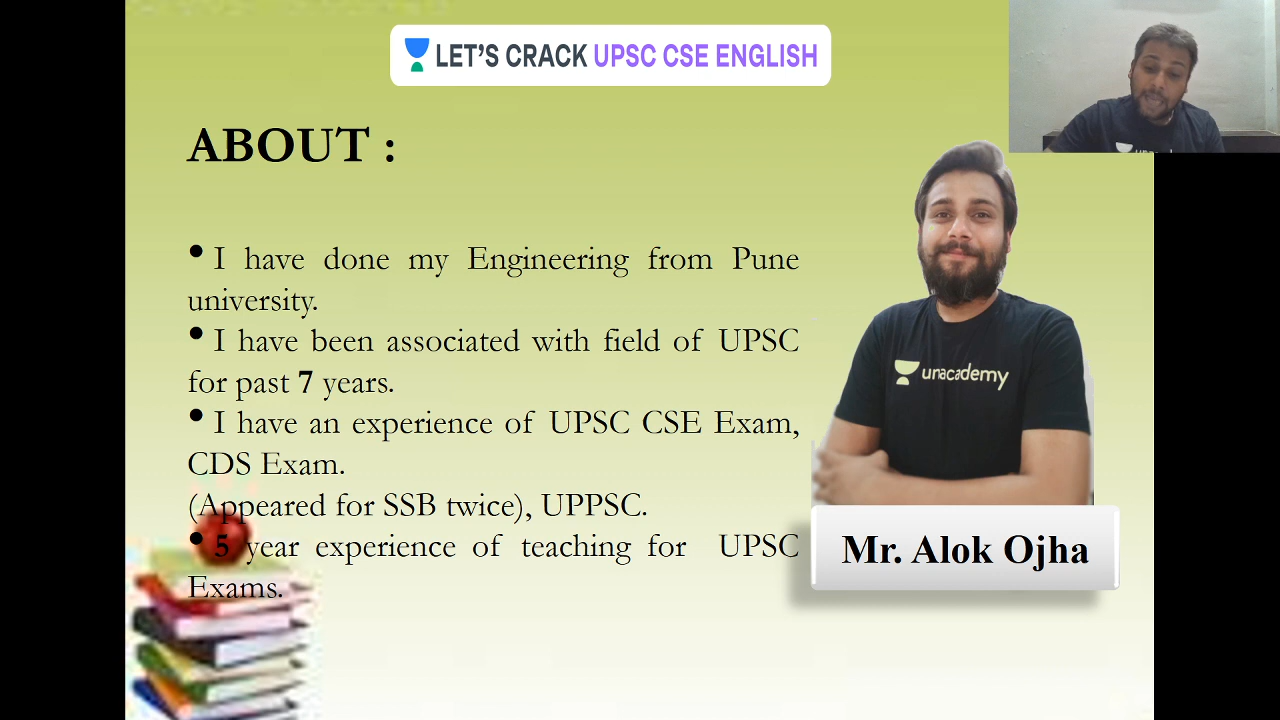 LET'S CRACK UPSC CSE ENGLISH
ABOUT :
• I have done my Engineering from Pune
university.
• I have been associated with field of UPSC
for past 7 years.
• I have an experience of UPSC CSE Exam,
CDS Exam.
(Appeared for SSB twice), UPPSC.
• 5 year experience of teaching for UPSC
Exams.
unacademy
Mr. Alok Ojha